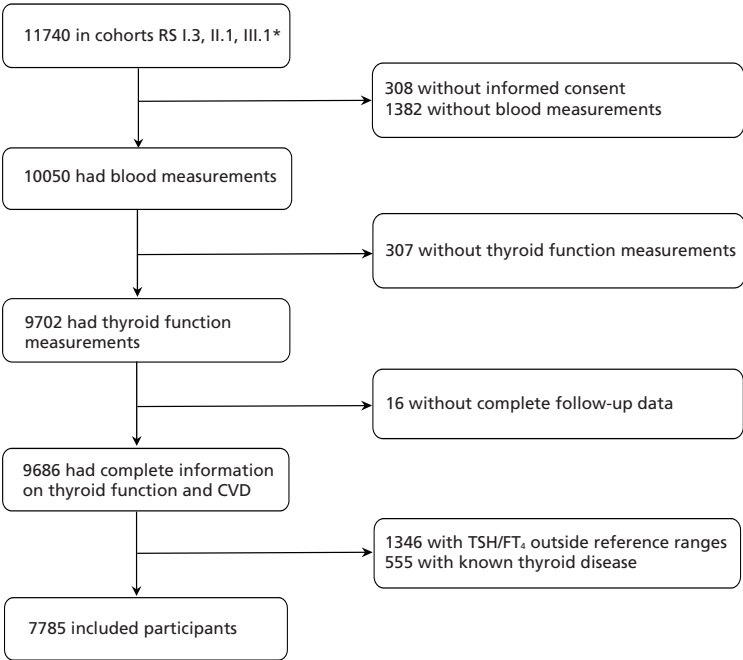 11740 in cohorts RS I.3, II.1, III.1*
308 without informed consent
1382 without blood measurements
10050 had blood measurements
307 without thyroid function measurements
9702 had thyroid function
measurements
16 without complete follow-up data
9686 had complete information
on thyroid function and CVD
1346 with TSH/FT₄ outside reference ranges
555 with known thyroid disease
7785 included participants